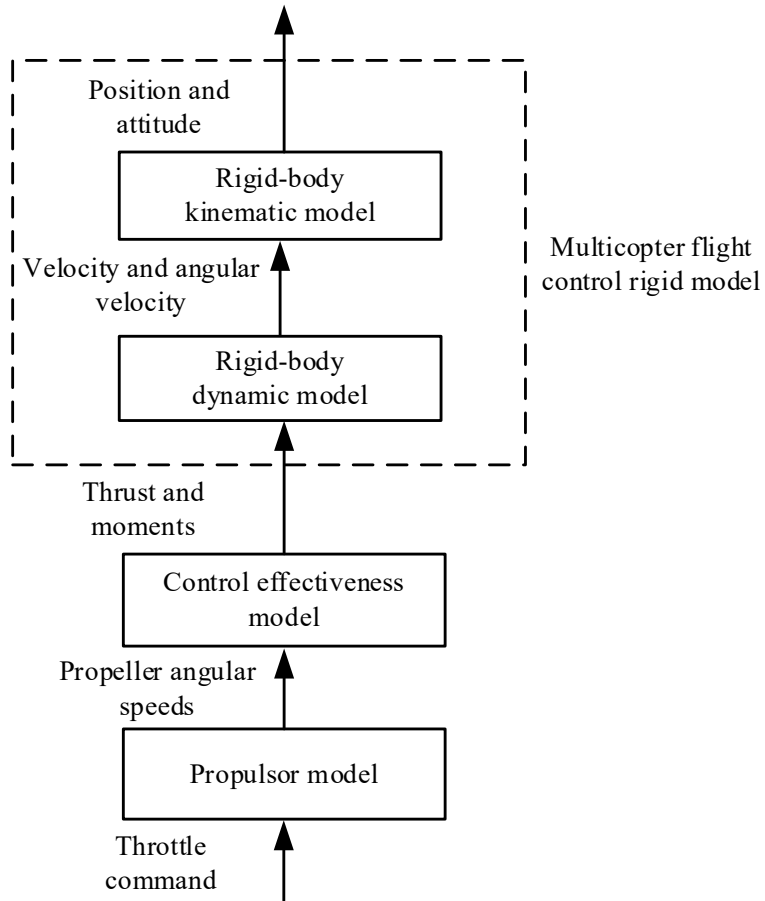 Position and
attitude
Rigid-body
kinematic model
Velocity and angular
velocity
Multicopter flight
control rigid model
Rigid-body
dynamic model
Thrust and
moments
Control effectiveness
model
Propeller angular
speeds
Propulsor model
Throttle
command